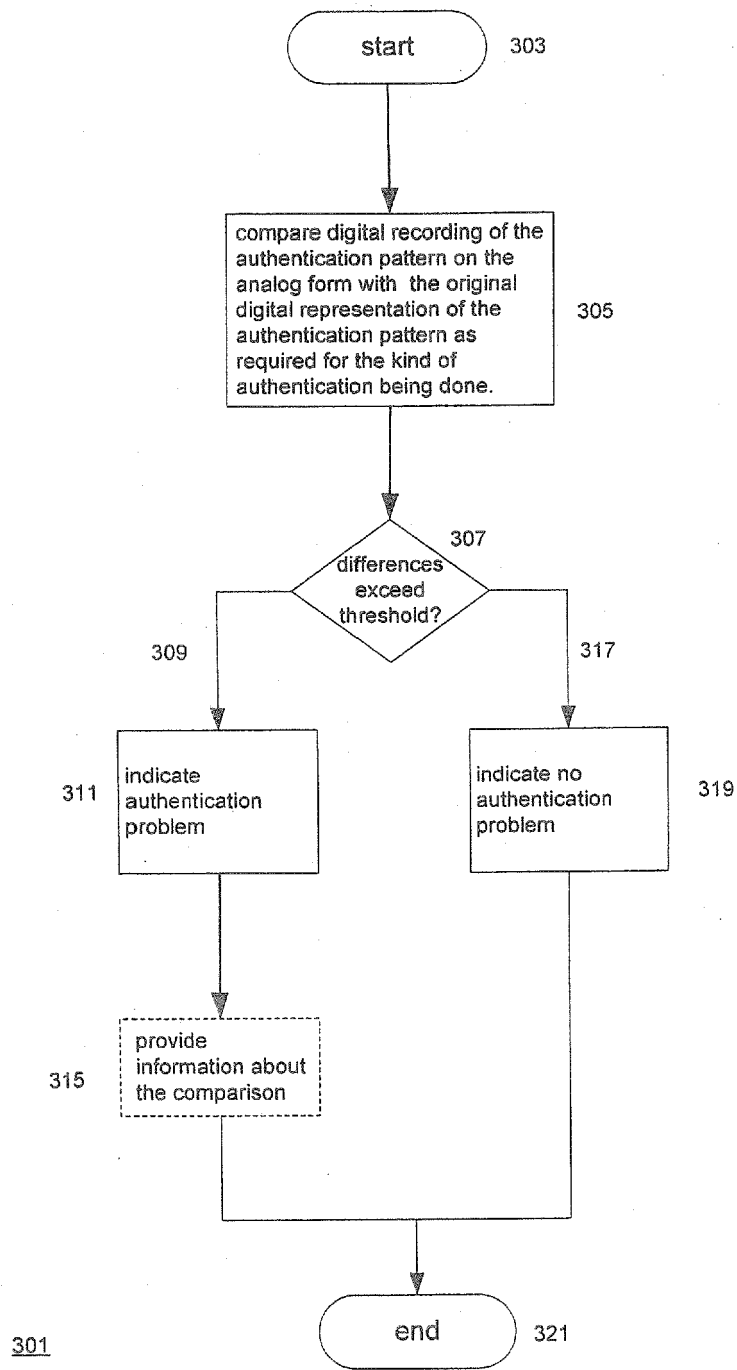 start
303
compare digital recording of the
authentication pattern on the
analog form with the original
digital representation of the
authentication pattern as
required for the kind of
authentication being done.
305
307
differences
exceed
threshold?
309
317
311
indicate
authentication
problem
indicate no
authentication
problem
319
315
provide
information about
the comparison
end
321
301